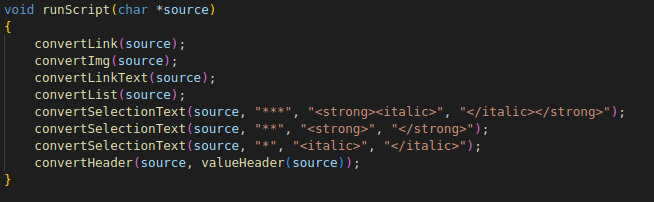 void runScript(char *source)
{
    convertLink(source);
    convertImg(source);
    convertLinkText(source);
    convertList(source);
    convertSelectionText(source, "***", "<strong><italic>", "</italic></strong>");
    convertSelectionText(source, "**", "<strong>", "</strong>");
    convertSelectionText(source, "*", "<italic>", "</italic>");
    convertHeader(source, valueHeader(source));
}